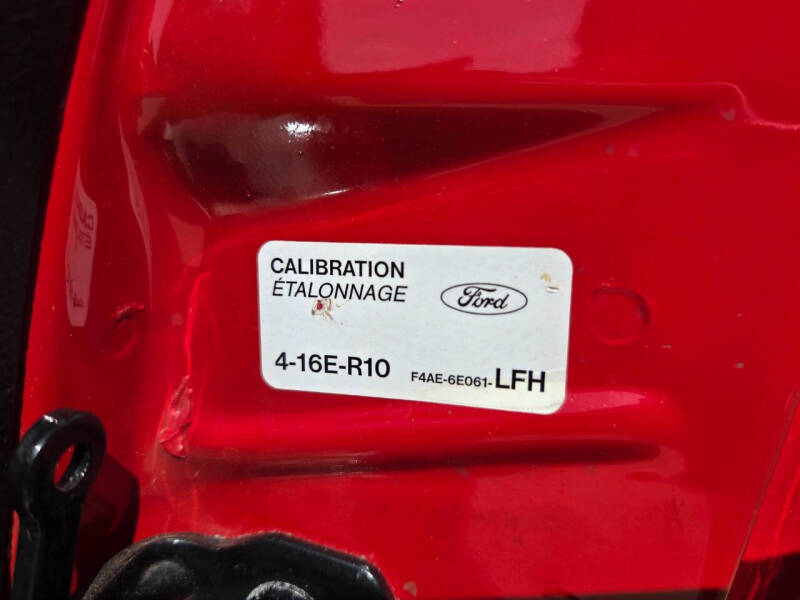 CALIBRATION
ÉTALONNAGE
Ford
4-16E-R10
F4AE-6E061-LFH